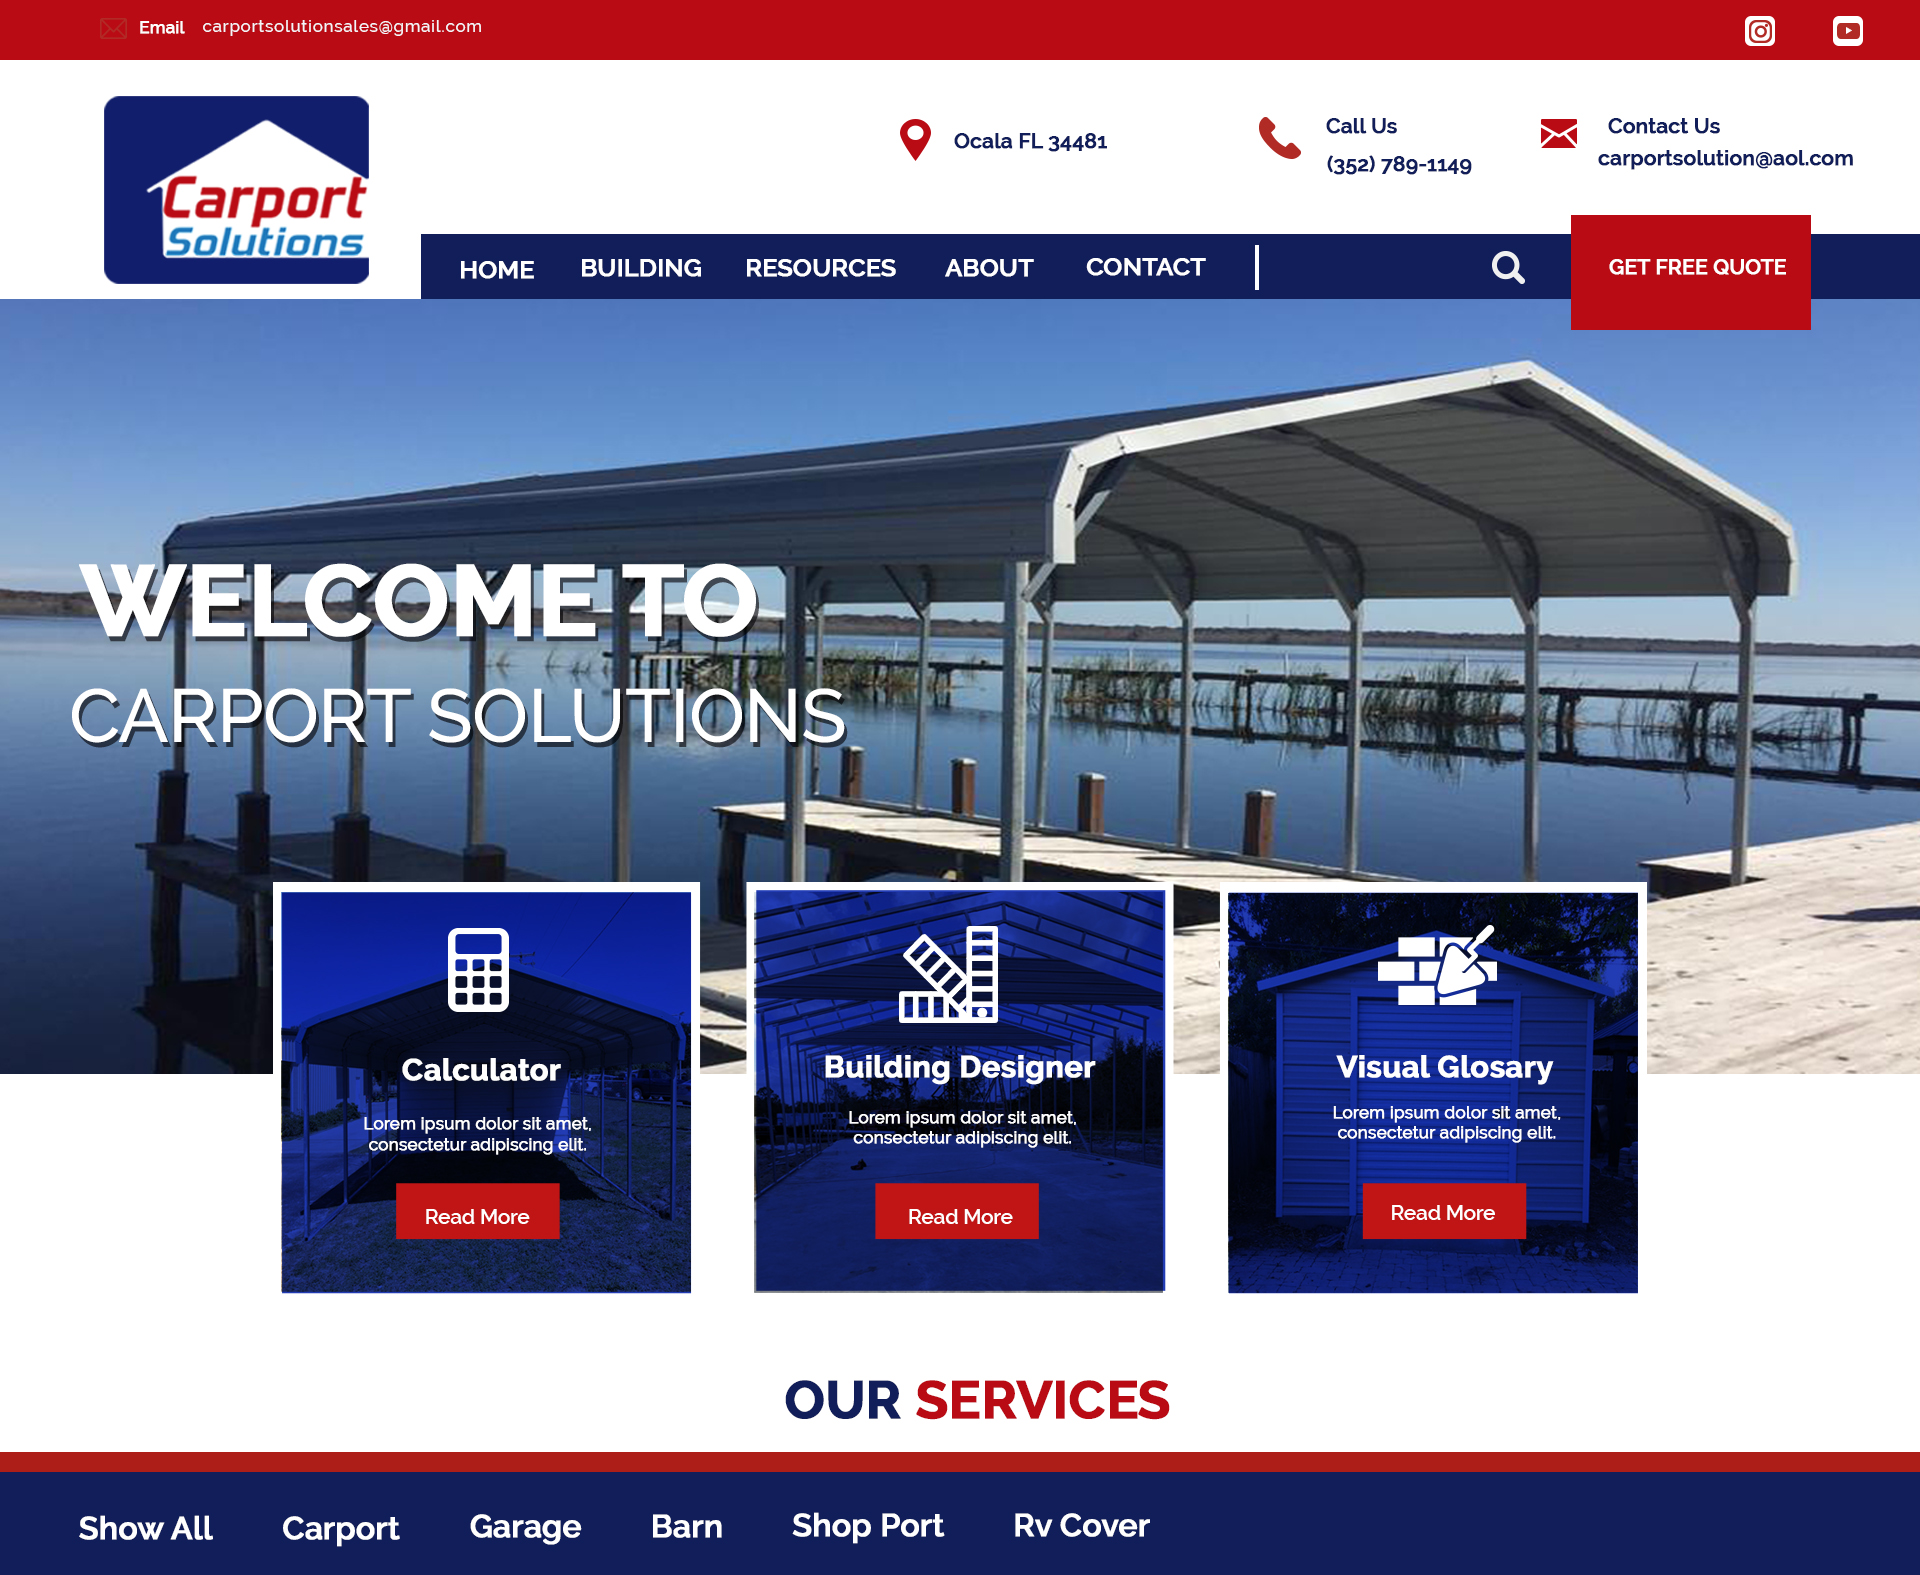 Email carportsolutionsales@gmail.com
Carport
Solutions
Ocala FL 34481
Call Us
(352) 789-1149
Contact Us
carportsolution@aol.com
HOME BUILDING RESOURCES ABOUT CONTACT
GET FREE QUOTE
WELCOME TO
CARPORT SOLUTIONS
Calculator
Lorem ipsum dolor sit amet,
consectetur adipiscing elit.
Read More
Building Designer
Lorem ipsum dolor sit amet,
consectetur adipiscing elit.
Read More
Visual Glosary
Lorem ipsum dolor sit amet,
consectetur adipiscing elit.
Read More
OUR SERVICES
Show All Carport Garage Barn Shop Port Rv Cover